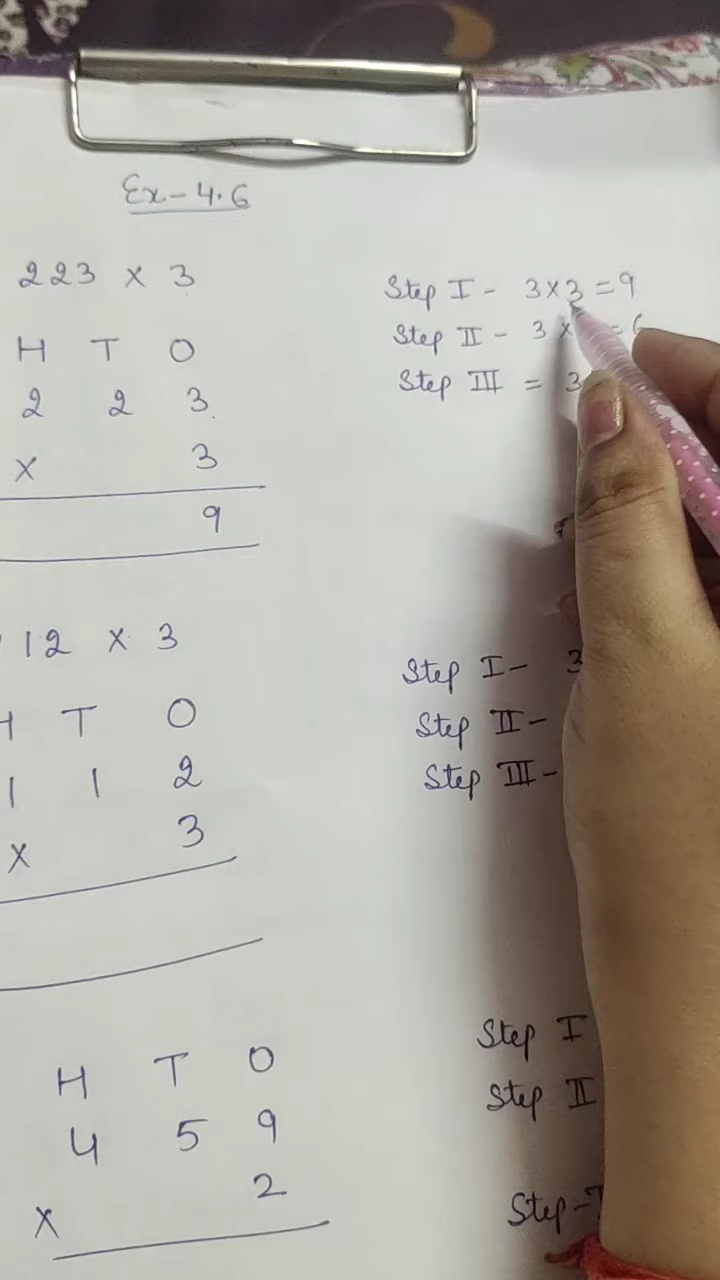 Ex-4.6
223 x 3
H T O
2 2 3
x 3
9
Step I - 3x3=9
Step II - 3 x = 6
Step III = 3
12 x 3
H T O
1 1 2
x 3
Step I - 3
Step II -
Step III -
H T O
4 5 9
x 2
Step I
Step II
Step-